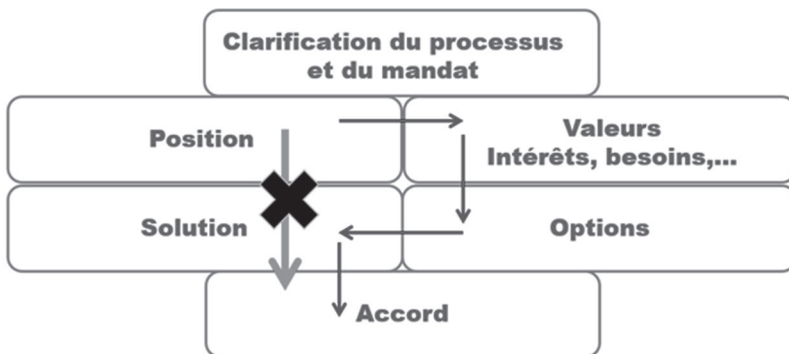 Clarification du processus
et du mandat
Position
Valeurs
Intérêts, besoins,...
Solution
Options
Accord